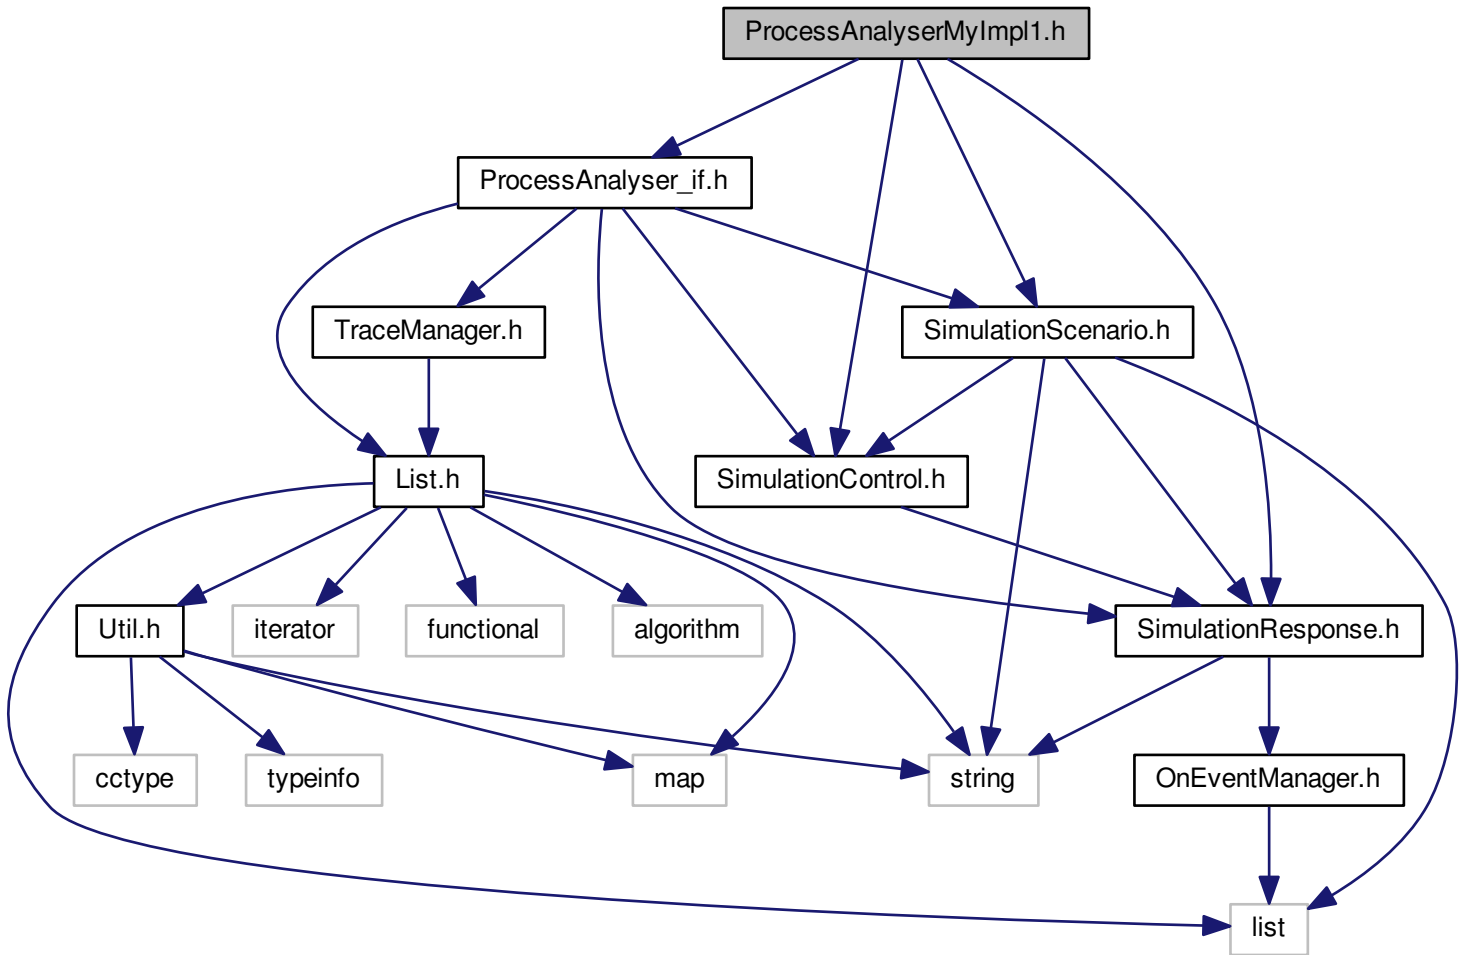 ProcessAnalyserMyImpl1.h
ProcessAnalyser_if.h
TraceManager.h
SimulationScenario.h
List.h
SimulationControl.h
Util.h
iterator
functional
algorithm
SimulationResponse.h
cctype
typeinfo
map
string
OnEventManager.h
list